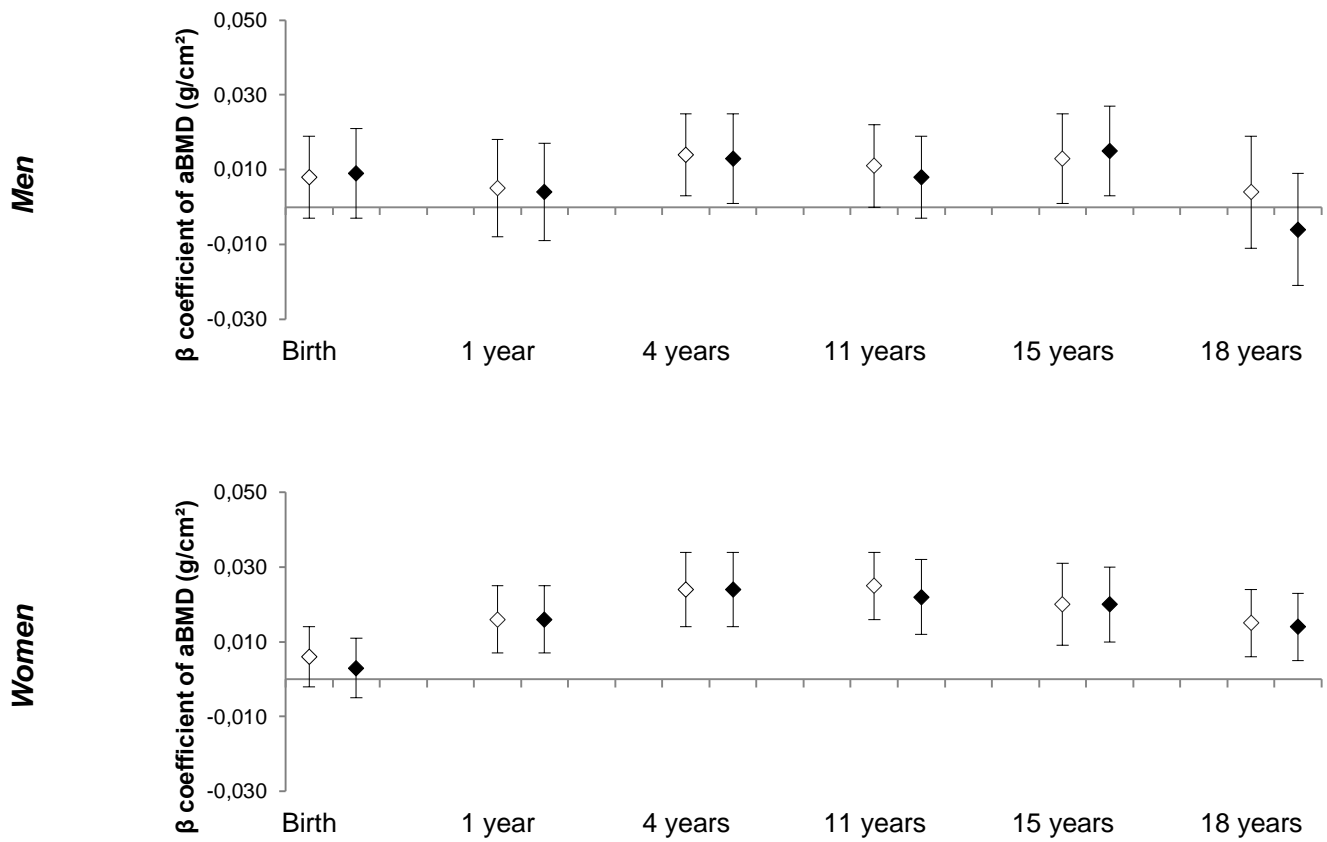 Men
β coefficient of aBMD (g/cm²)
0,050
0,030
0,010
-0,010
-0,030
Birth 1 year 4 years 11 years 15 years 18 years
Women
β coefficient of aBMD (g/cm²)
0,050
0,030
0,010
-0,010
-0,030
Birth 1 year 4 years 11 years 15 years 18 years